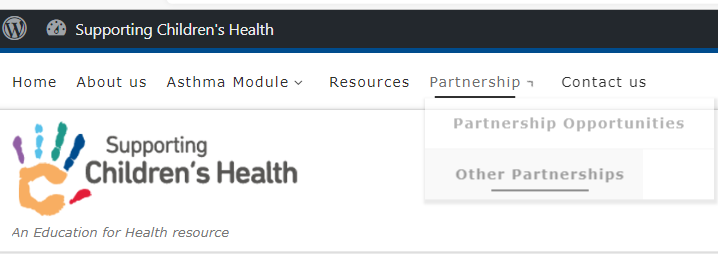 Supporting Children's Health
Home About us Asthma Module Resources Partnership Contact us
Partnership Opportunities
Other Partnerships
Supporting
Children's Health
An Education for Health resource